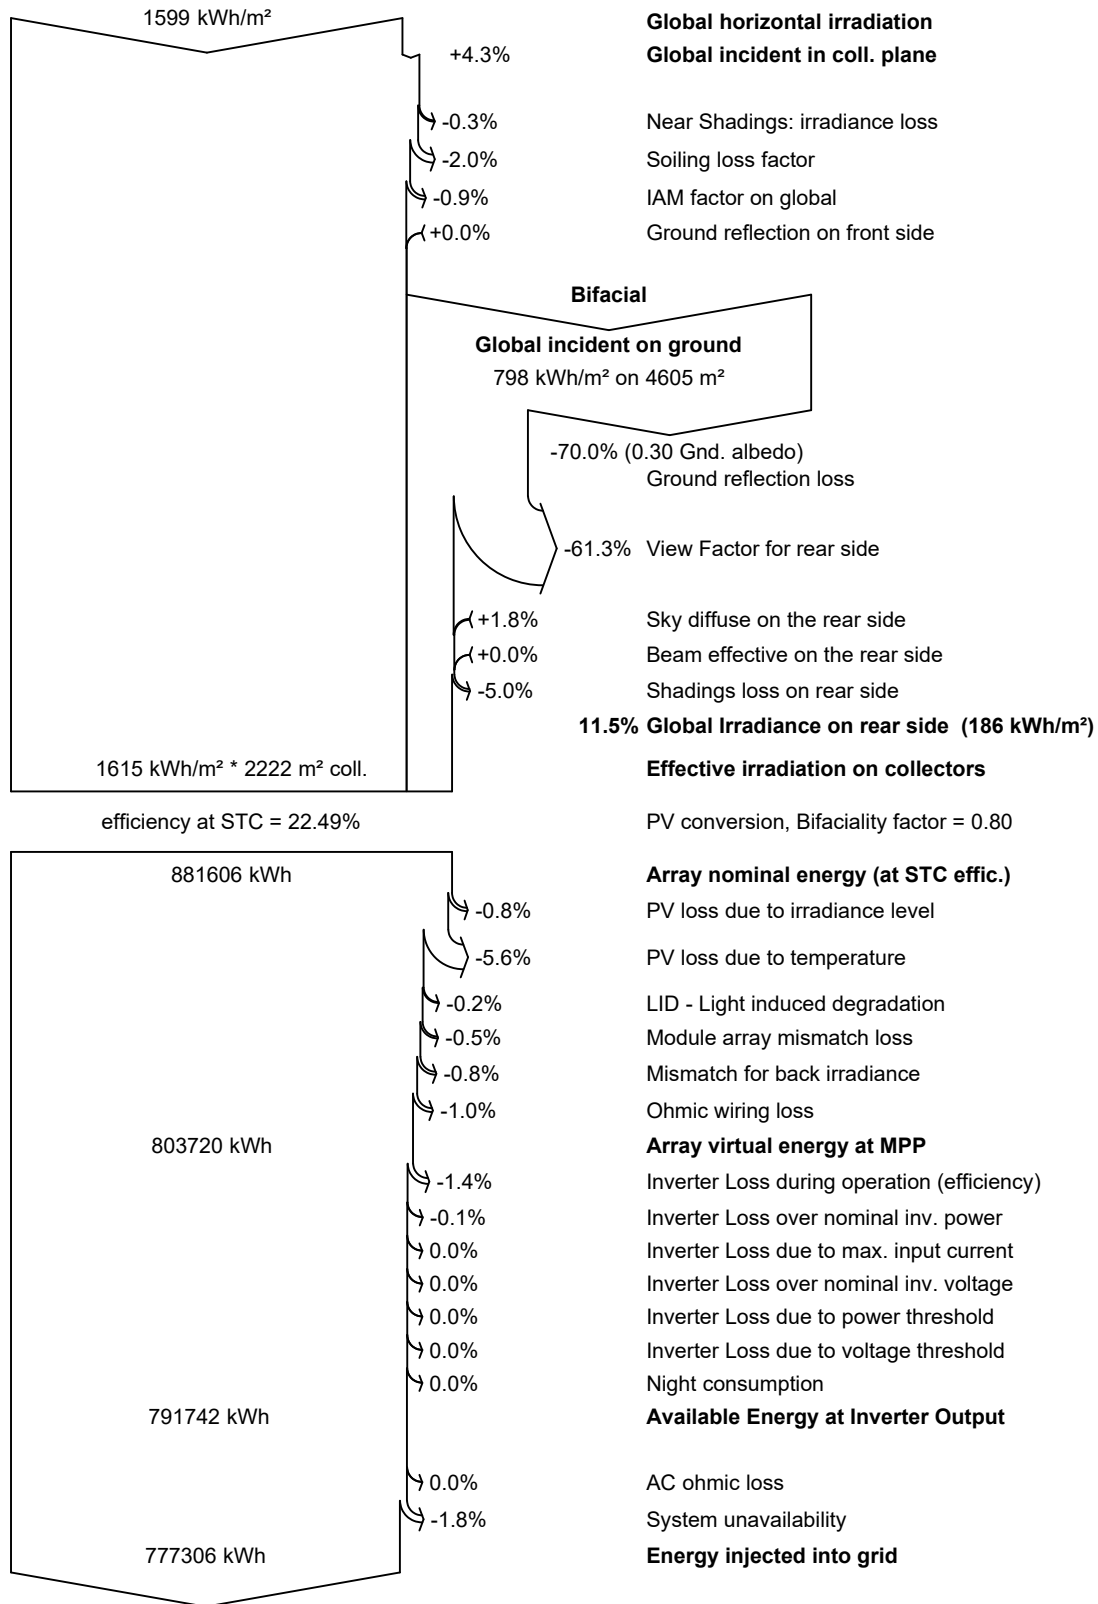 1599 kWh/m² Global horizontal irradiation
+4.3% Global incident in coll. plane
-0.3% Near Shadings: irradiance loss
-2.0% Soiling loss factor
-0.9% IAM factor on global
+0.0% Ground reflection on front side
Bifacial
Global incident on ground
798 kWh/m² on 4605 m²
-70.0% (0.30 Gnd. albedo)
Ground reflection loss
-61.3% View Factor for rear side
+1.8% Sky diffuse on the rear side
+0.0% Beam effective on the rear side
-5.0% Shadings loss on rear side
11.5% Global Irradiance on rear side (186 kWh/m²)
1615 kWh/m² * 2222 m² coll. Effective irradiation on collectors
efficiency at STC = 22.49% PV conversion, Bifaciality factor = 0.80
881606 kWh Array nominal energy (at STC effic.)
-0.8% PV loss due to irradiance level
-5.6% PV loss due to temperature
-0.2% LID - Light induced degradation
-0.5% Module array mismatch loss
-0.8% Mismatch for back irradiance
-1.0% Ohmic wiring loss
803720 kWh Array virtual energy at MPP
-1.4% Inverter Loss during operation (efficiency)
-0.1% Inverter Loss over nominal inv. power
0.0% Inverter Loss due to max. input current
0.0% Inverter Loss over nominal inv. voltage
0.0% Inverter Loss due to power threshold
0.0% Inverter Loss due to voltage threshold
0.0% Night consumption
791742 kWh Available Energy at Inverter Output
0.0% AC ohmic loss
-1.8% System unavailability
777306 kWh Energy injected into grid